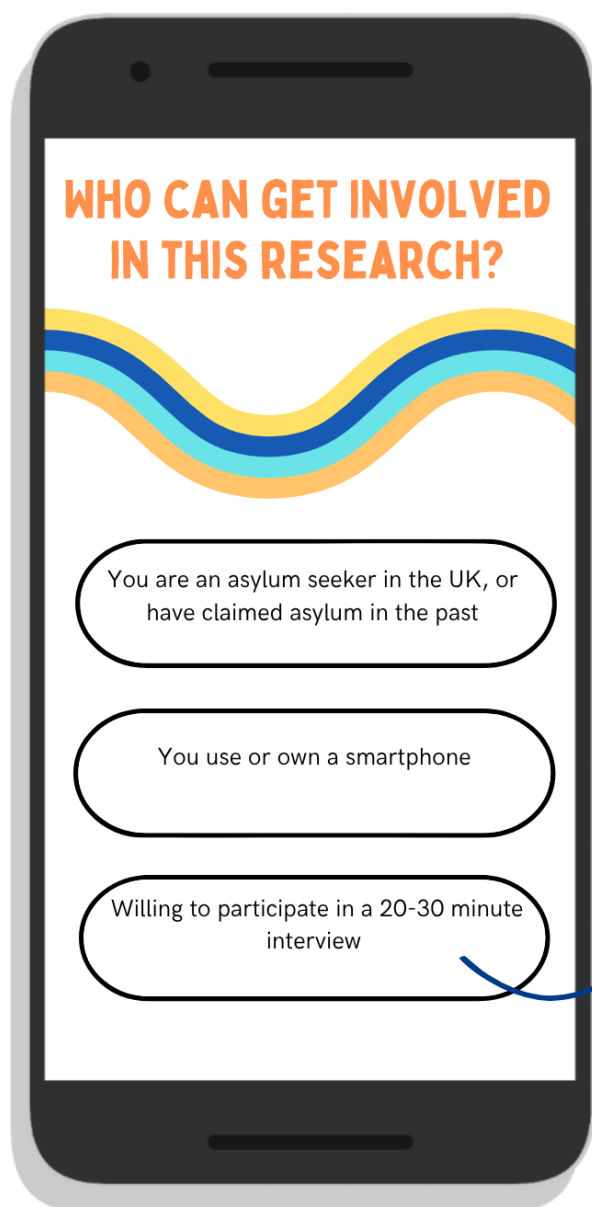 WHO CAN GET INVOLVED
IN THIS RESEARCH?
You are an asylum seeker in the UK, or
have claimed asylum in the past
You use or own a smartphone
Willing to participate in a 20-30 minute
interview